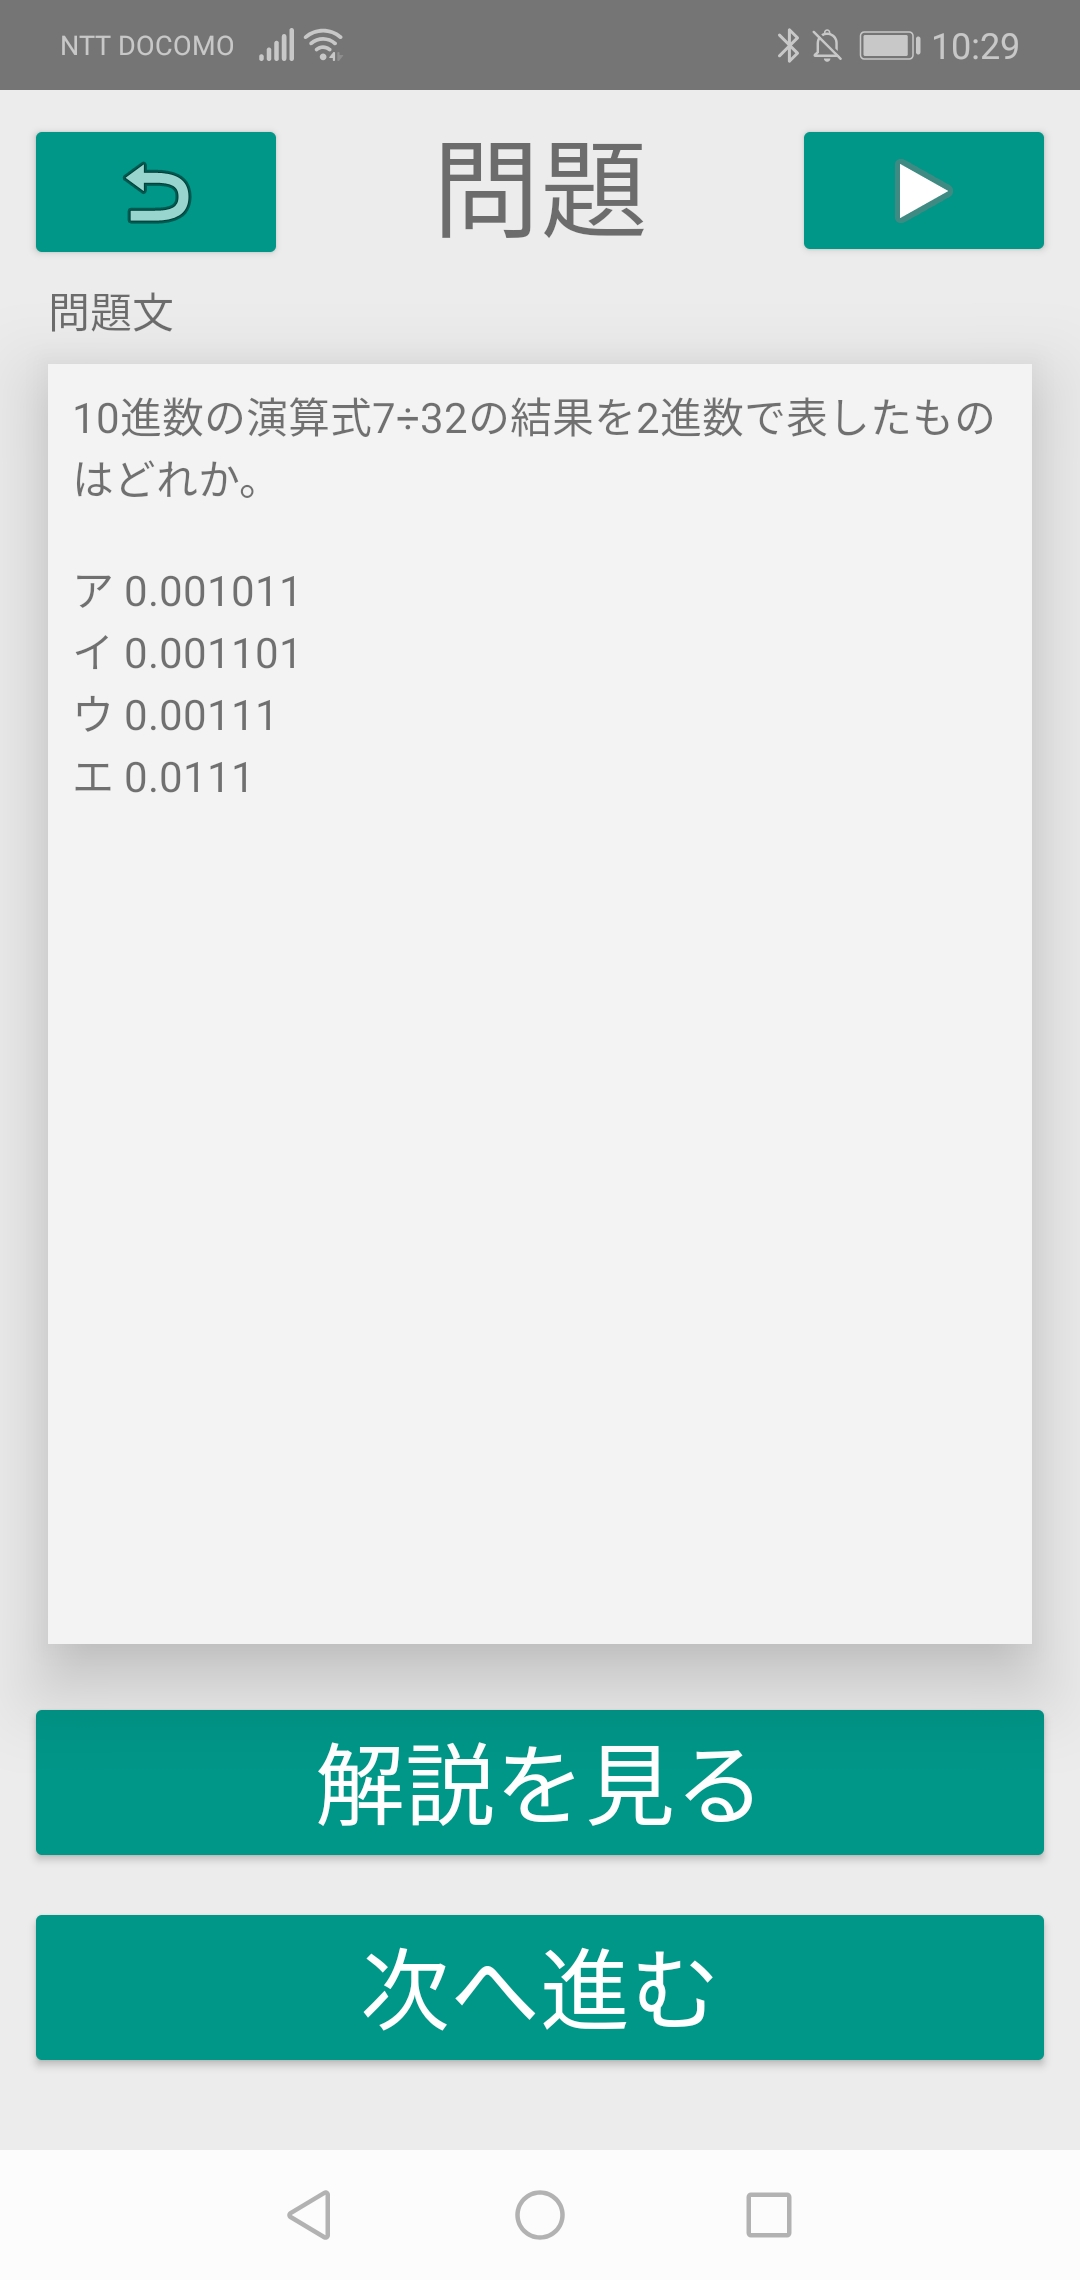 NTT DOCOMO 10:29
問題
問題文
10進数の演算式7÷32の結果を2進数で表したもの
はどれか。
ア 0.001011
イ 0.001101
ウ 0.00111
エ 0.0111
解説を見る
次へ進む